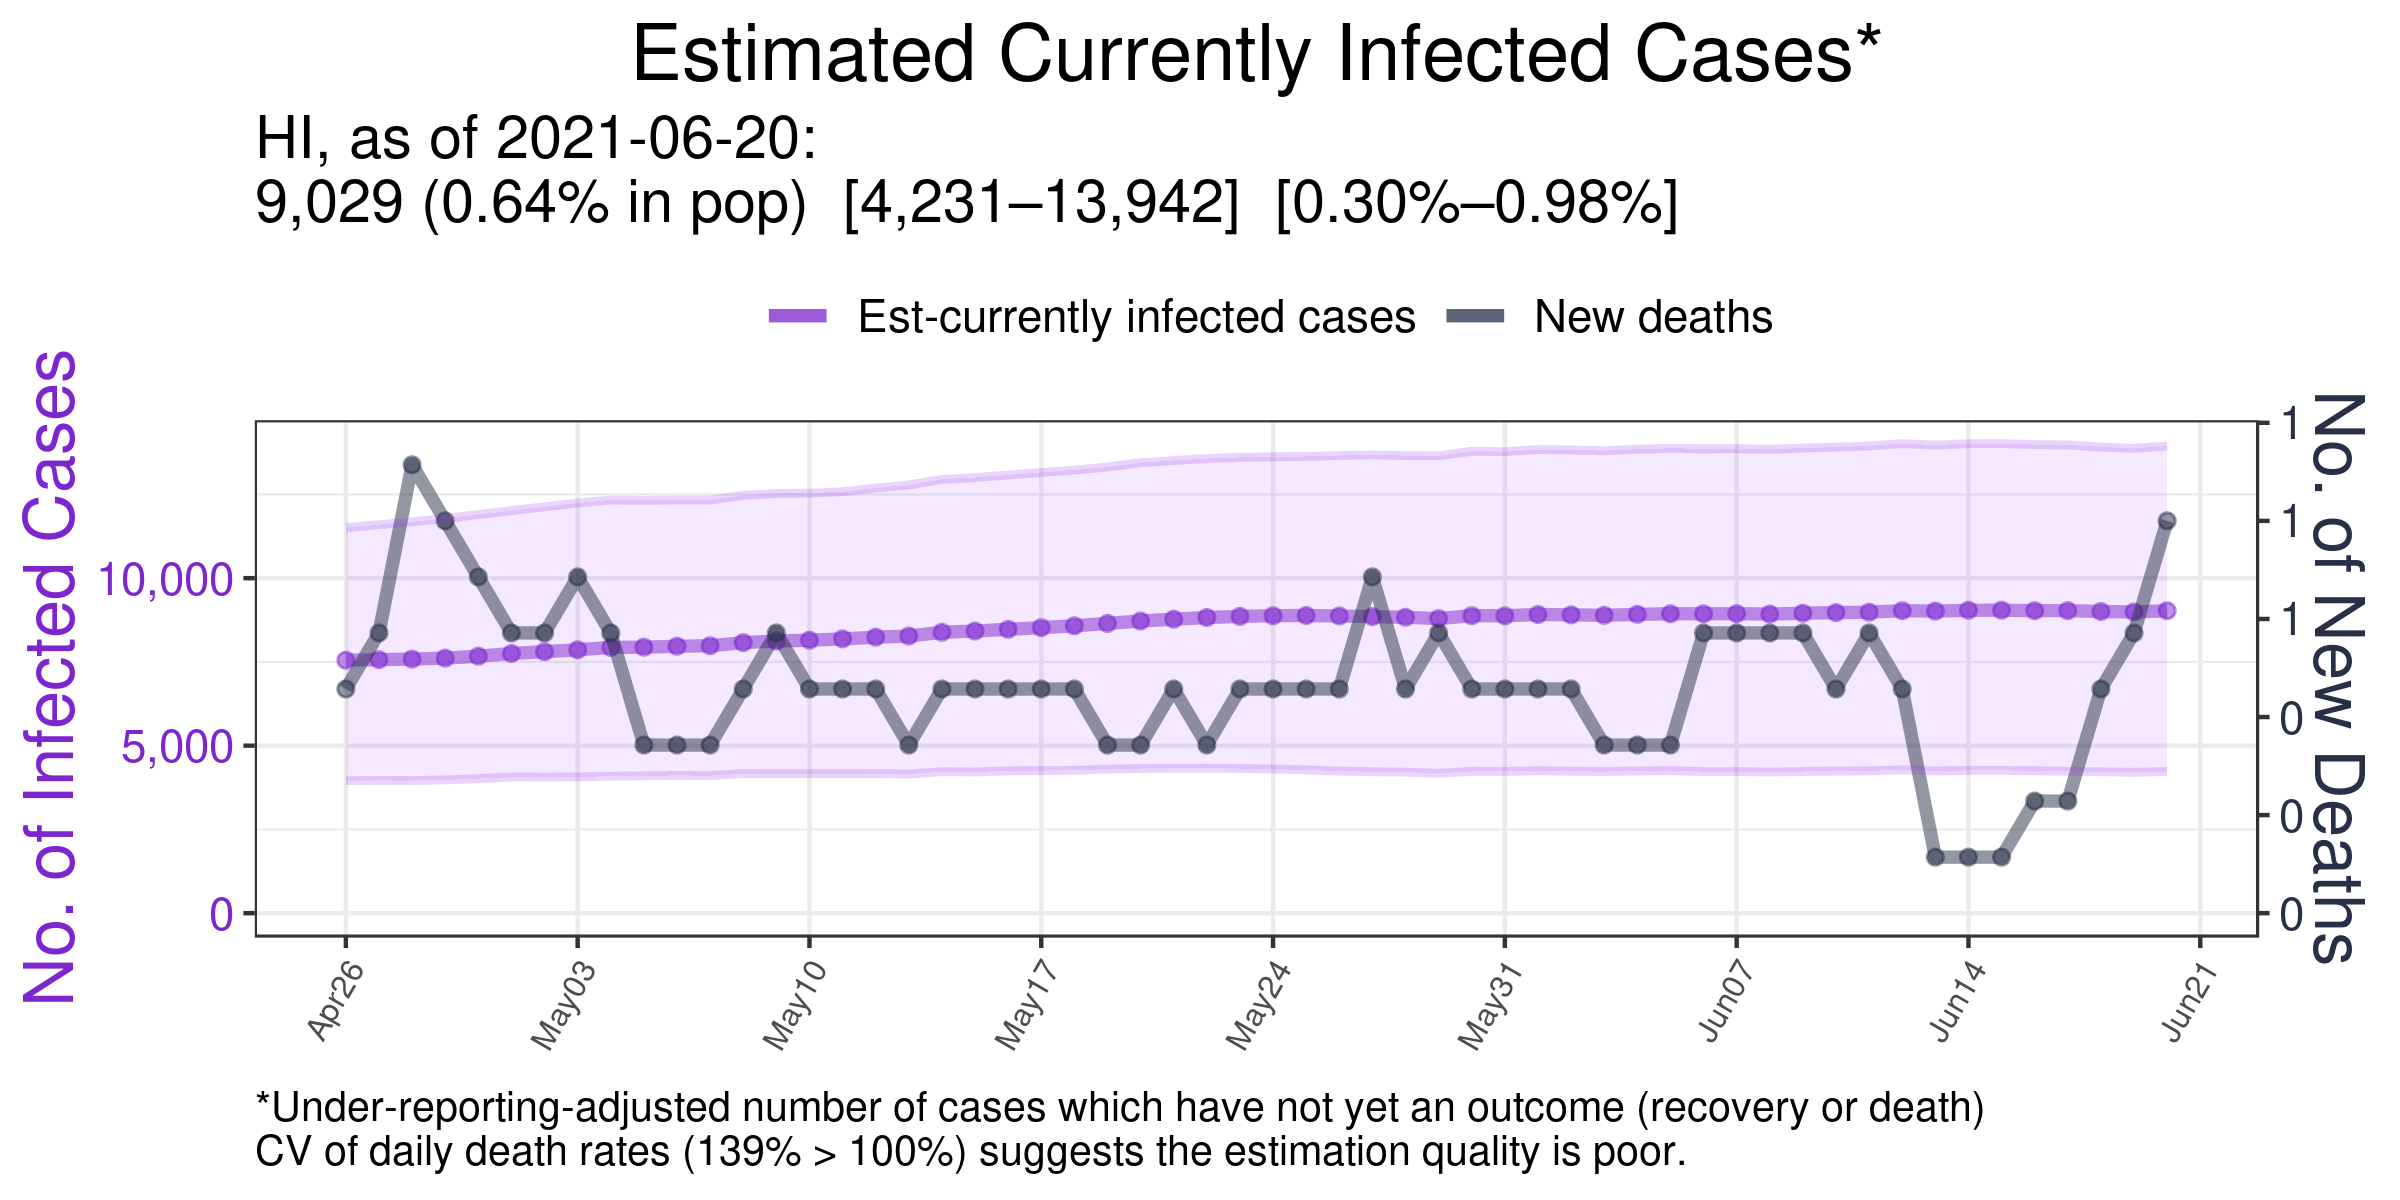 Estimated Currently Infected Cases*
HI, as of 2021-06-20:
9,029 (0.64% in pop)  [4,231–13,942]  [0.30%–0.98%]
Est-currently infected cases
New deaths
No. of Infected Cases
10,000
5,000
0
1
1
1
0
0
0
No. of New Deaths
Apr26
May03
May10
May17
May24
May31
Jun07
Jun14
Jun21
*Under-reporting-adjusted number of cases which have not yet an outcome (recovery or death)
CV of daily death rates (139% > 100%) suggests the estimation quality is poor.